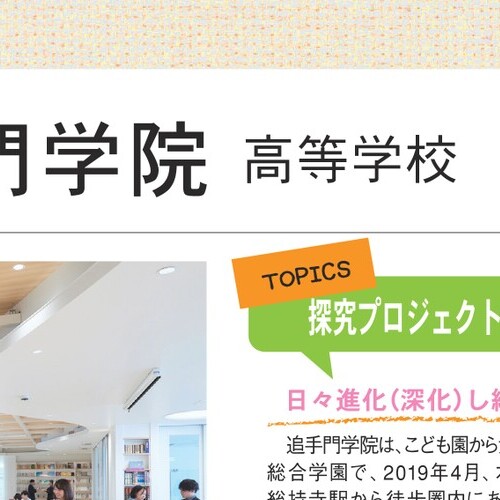 門学院 高等学校
TOPICS
探究プロジェクト
日々進化(深化)し
追手門学院は、こども園から
総合学園で、2019年4月、
総持寺駅から徒歩圏内に